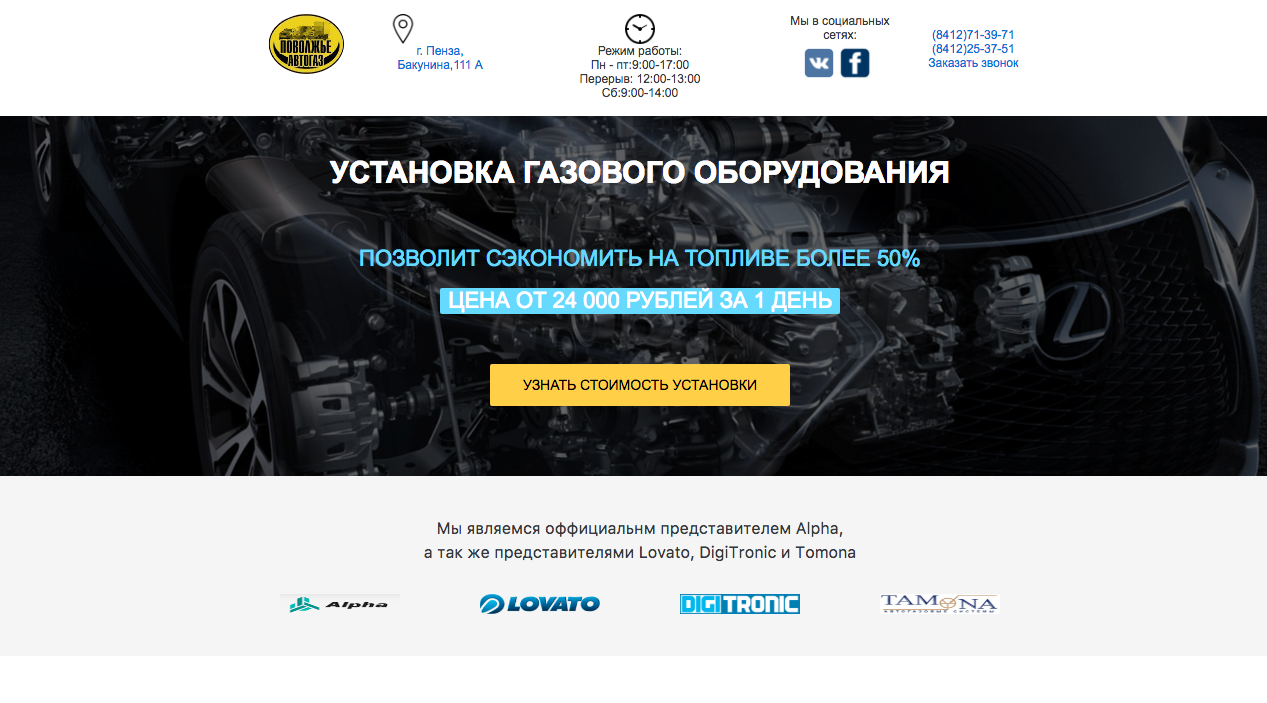 ПОВОЛЖЬЕ
АВТОГАЗ
г. Пенза,
Бакунина,111 А
Режим работы:
Пн - пт:9:00-17:00
Перерыв: 12:00-13:00
Сб:9:00-14:00
Мы в социальных
сетях:
(8412)71-39-71
(8412)25-37-51
Заказать звонок
УСТАНОВКА ГАЗОВОГО ОБОРУДОВАНИЯ
ПОЗВОЛИТ СЭКОНОМИТЬ НА ТОПЛИВЕ БОЛЕЕ 50%
ЦЕНА ОТ 24 000 РУБЛЕЙ ЗА 1 ДЕНЬ
УЗНАТЬ СТОИМОСТЬ УСТАНОВКИ
Мы являемся оффициальнм представителем Alpha,
а так же представителями Lovato, DigiTronic и Tomona
Alpha
LOVATO
DIGITRONIC
TAMONA
АВТОГАЗОВЫЕ СИСТЕМЫ